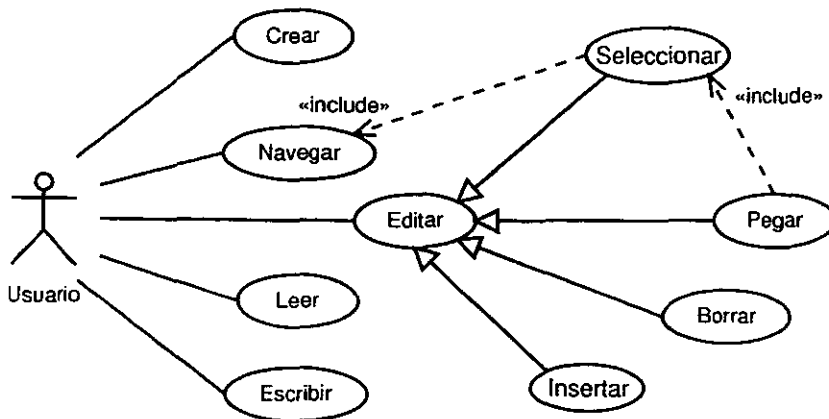 Crear
Seleccionar
«include»
«include»
Navegar
Editar
Pegar
Usuario
Leer
Borrar
Escribir
Insertar